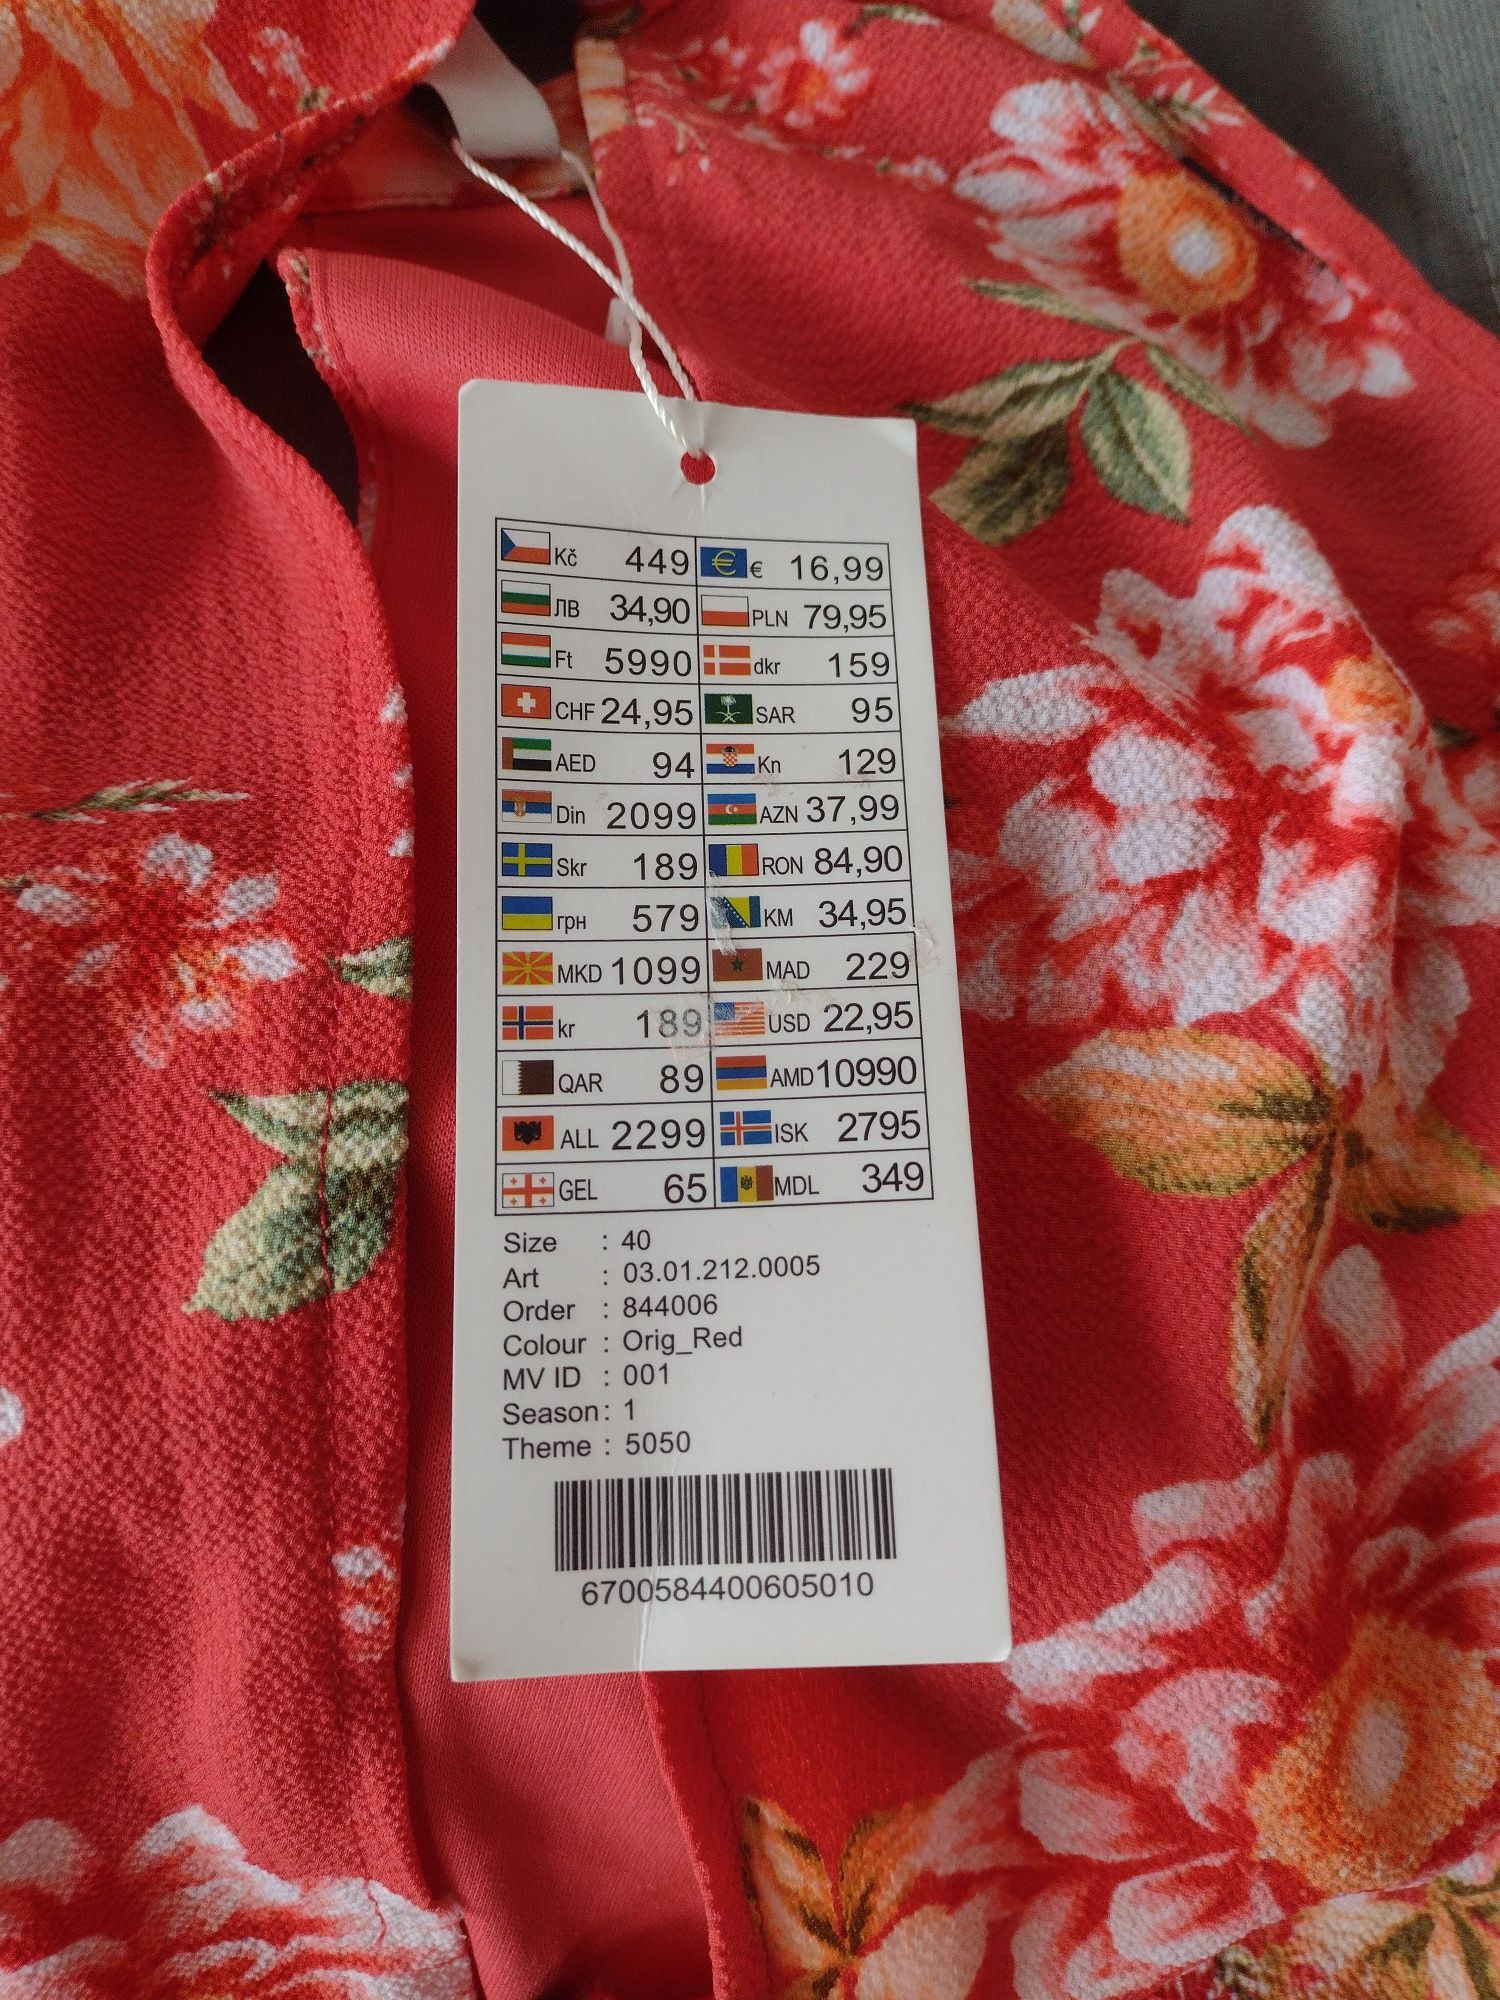 Kč 449 € 16,99
ЛВ 34,90 PLN 79,95
Ft 5990 dkr 159
CHF 24,95 SAR 95
AED 94 Kn 129
Din 2099 AZN 37,99
Skr 189 RON 84,90
грн 579 KM 34,95
MKD 1099 MAD 229
kr 189 USD 22,95
QAR 89 AMD 10990
ALL 2299 ISK 2795
GEL 65 MDL 349
Size : 40
Art : 03.01.212.0005
Order : 844006
Colour : Orig_Red
MV ID : 001
Season : 1
Theme : 5050
6700584400605010